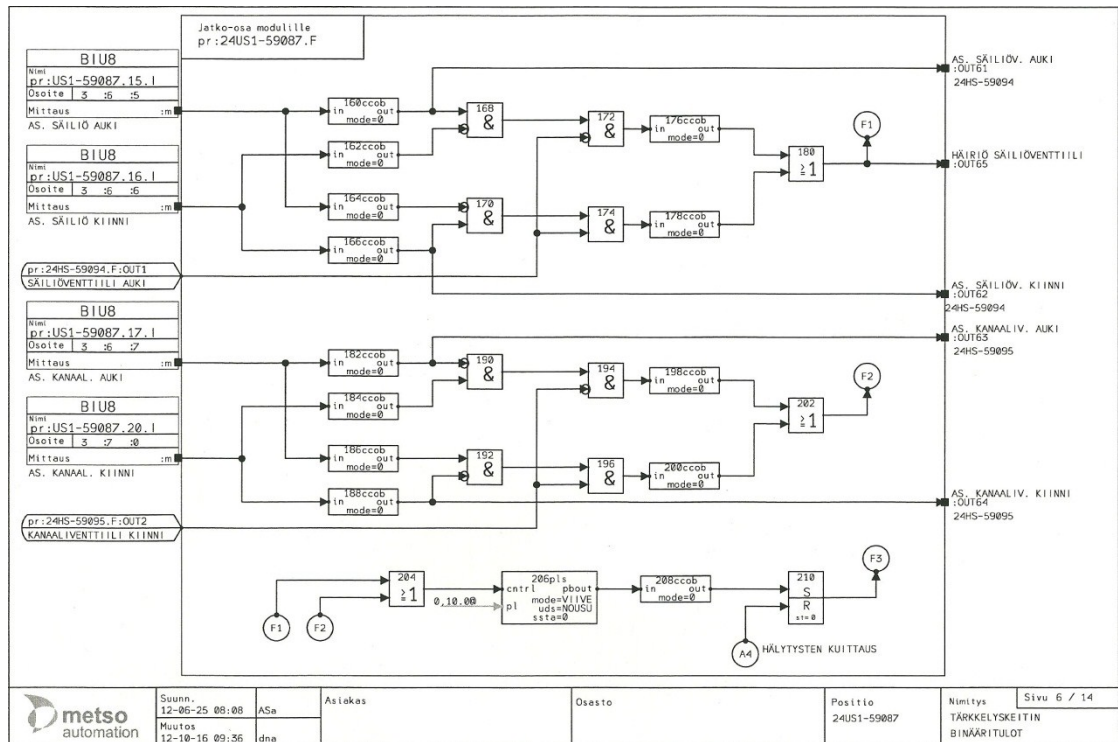 Jatko-osa modulille
pr:24US1-59087.F
BIU8
Nimi
pr:US1-59087.15.I
Osoite 3 :6 :5
Mittaus :m
AS. SÄILIÖ AUKI
BIU8
Nimi
pr:US1-59087.16.I
Osoite 3 :6 :6
Mittaus :m
AS. SÄILIÖ KIINNI
pr:24HS-59094.F:OUT1
SÄILIÖVENTTIILI AUKI
BIU8
Nimi
pr:US1-59087.17.I
Osoite 3 :6 :7
Mittaus :m
AS. KANAAL. AUKI
BIU8
Nimi
pr:US1-59087.20.I
Osoite 3 :7 :0
Mittaus :m
AS. KANAAL. KIINNI
pr:24HS-59095.F:OUT2
KANAALIVENTTIILI KIINNI
160ccob
in out
mode=0
162ccob
in out
mode=0
164ccob
in out
mode=0
166ccob
in out
mode=0
168
&
170
&
172
&
174
&
176ccob
in out
mode=0
178ccob
in out
mode=0
180
≥1
F1
AS. SÄILIÖV. AUKI
:OUT61
24HS-59094
HÄIRIÖ SÄILIÖVENTTIILI
:OUT65
AS. SÄILIÖV. KIINNI
:OUT62
24HS-59094
182ccob
in out
mode=0
184ccob
in out
mode=0
186ccob
in out
mode=0
188ccob
in out
mode=0
190
&
192
&
194
&
196
&
198ccob
in out
mode=0
200ccob
in out
mode=0
202
≥1
F2
AS. KANAALIV. AUKI
:OUT63
24HS-59095
AS. KANAALIV. KIINNI
:OUT64
24HS-59095
F1
F2
204
≥1
0,10.0@
206pls
cntrl pbout
mode=VIIVE
pl uds=NOUSU
ssta=0
208ccob
in out
mode=0
210
S
R
st=0
F3
A4 HÄLYTYSTEN KUITTAUS
metso
automation
Suunn.
12-06-25 08:08 ASa
Muutos
12-10-16 09:36 dna
Asiakas
Osasto
Positio
24US1-59087
Nimitys
Sivu 6 / 14
TÄRKKELYSKEITIN
BINÄÄRITULOT